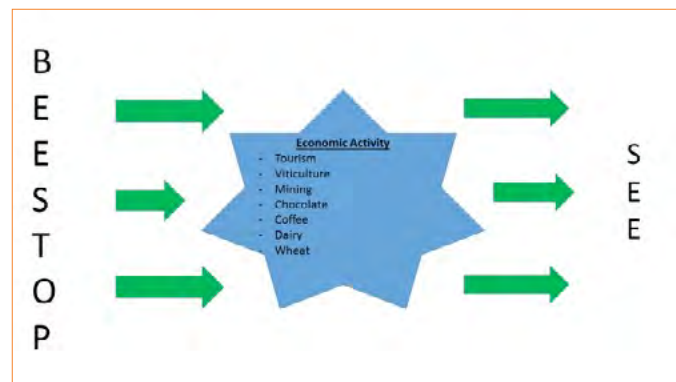 B
E
E
S
T
O
P
Economic Activity
- Tourism
- Viticulture
- Mining
- Chocolate
- Coffee
- Dairy
- Wheat
S
E
E